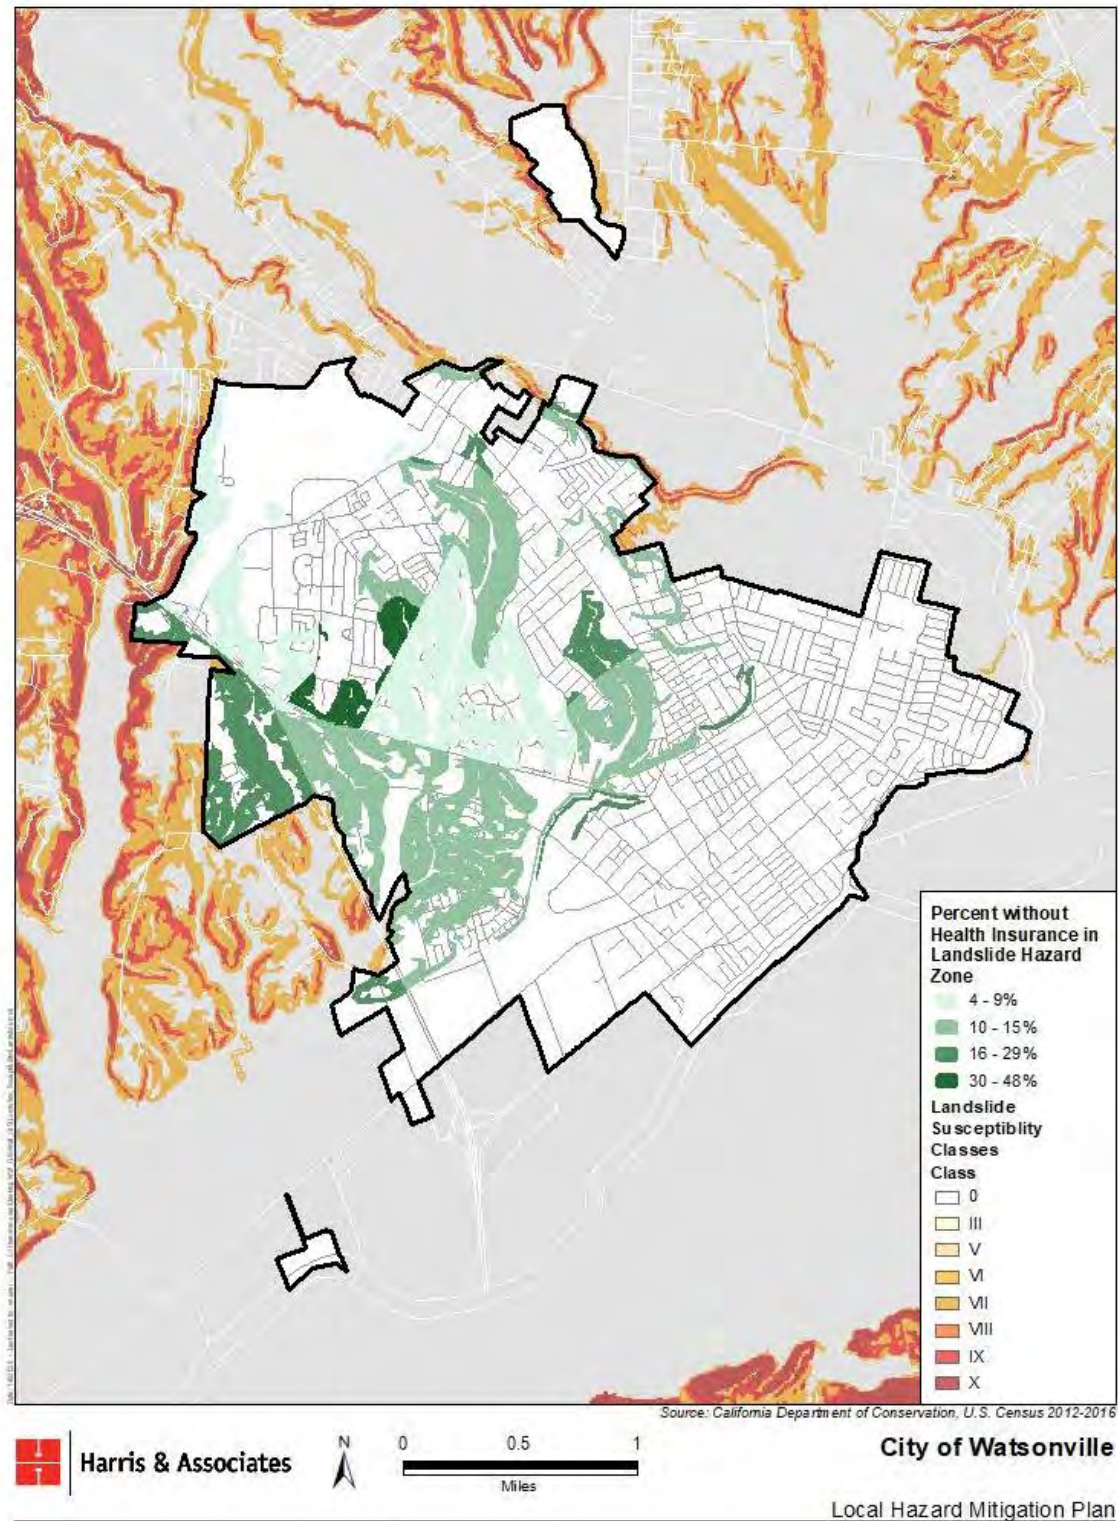 Percent without
Health Insurance in
Landslide Hazard
Zone
4 - 9%
10 - 15%
16 - 29%
30 - 48%
Landslide
Susceptiblity
Classes
Class
0
III
V
VI
VII
VIII
IX
X
Source: California Department of Conservation, U.S. Census 2012-2016
Harris & Associates
N
0 0.5 1
Miles
City of Watsonville
Local Hazard Mitigation Plan